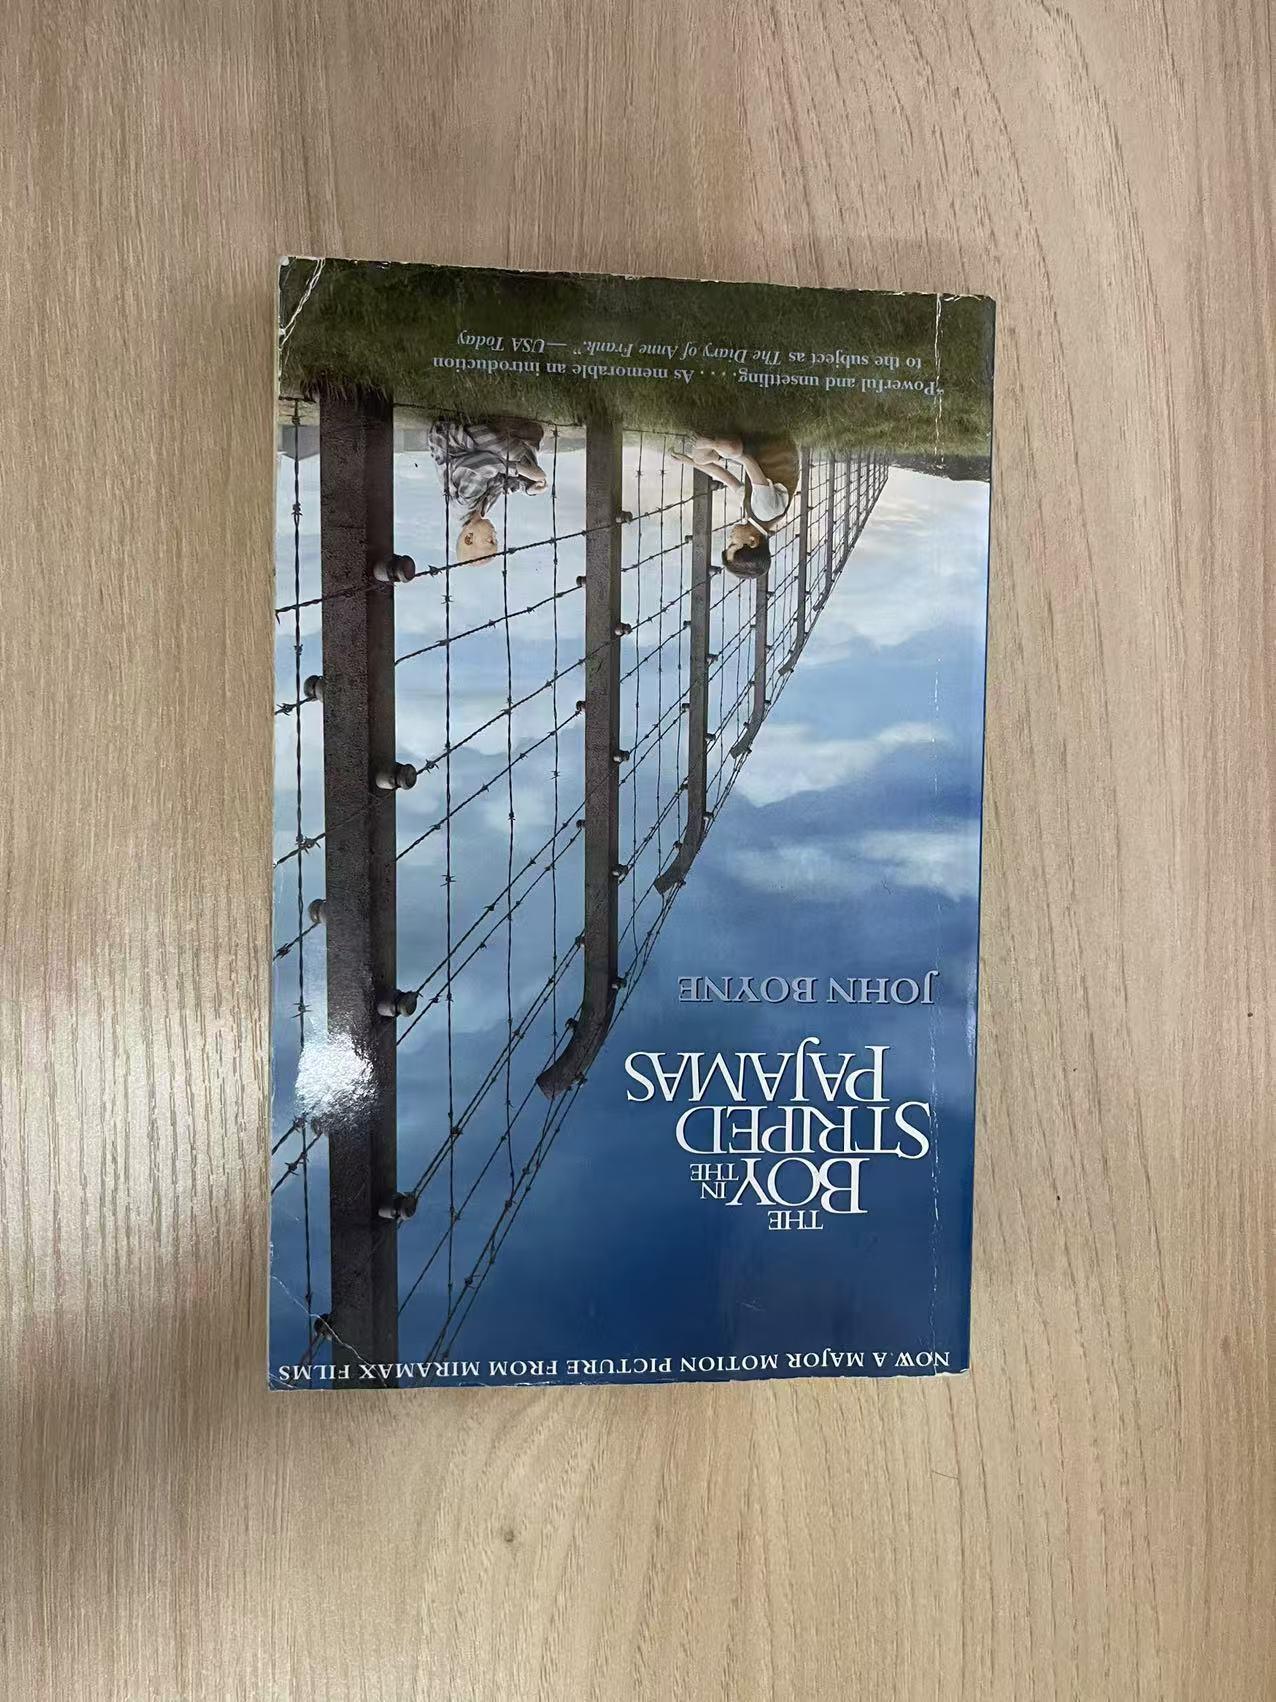 NOW A MAJOR MOTION PICTURE FROM MIRAMAX FILMS
THE
BOY IN THE
STRIPED
PAJAMAS
JOHN BOYNE
"Powerful and unsettling. . . . As memorable an introduction
to the subject as The Diary of Anne Frank." —USA Today